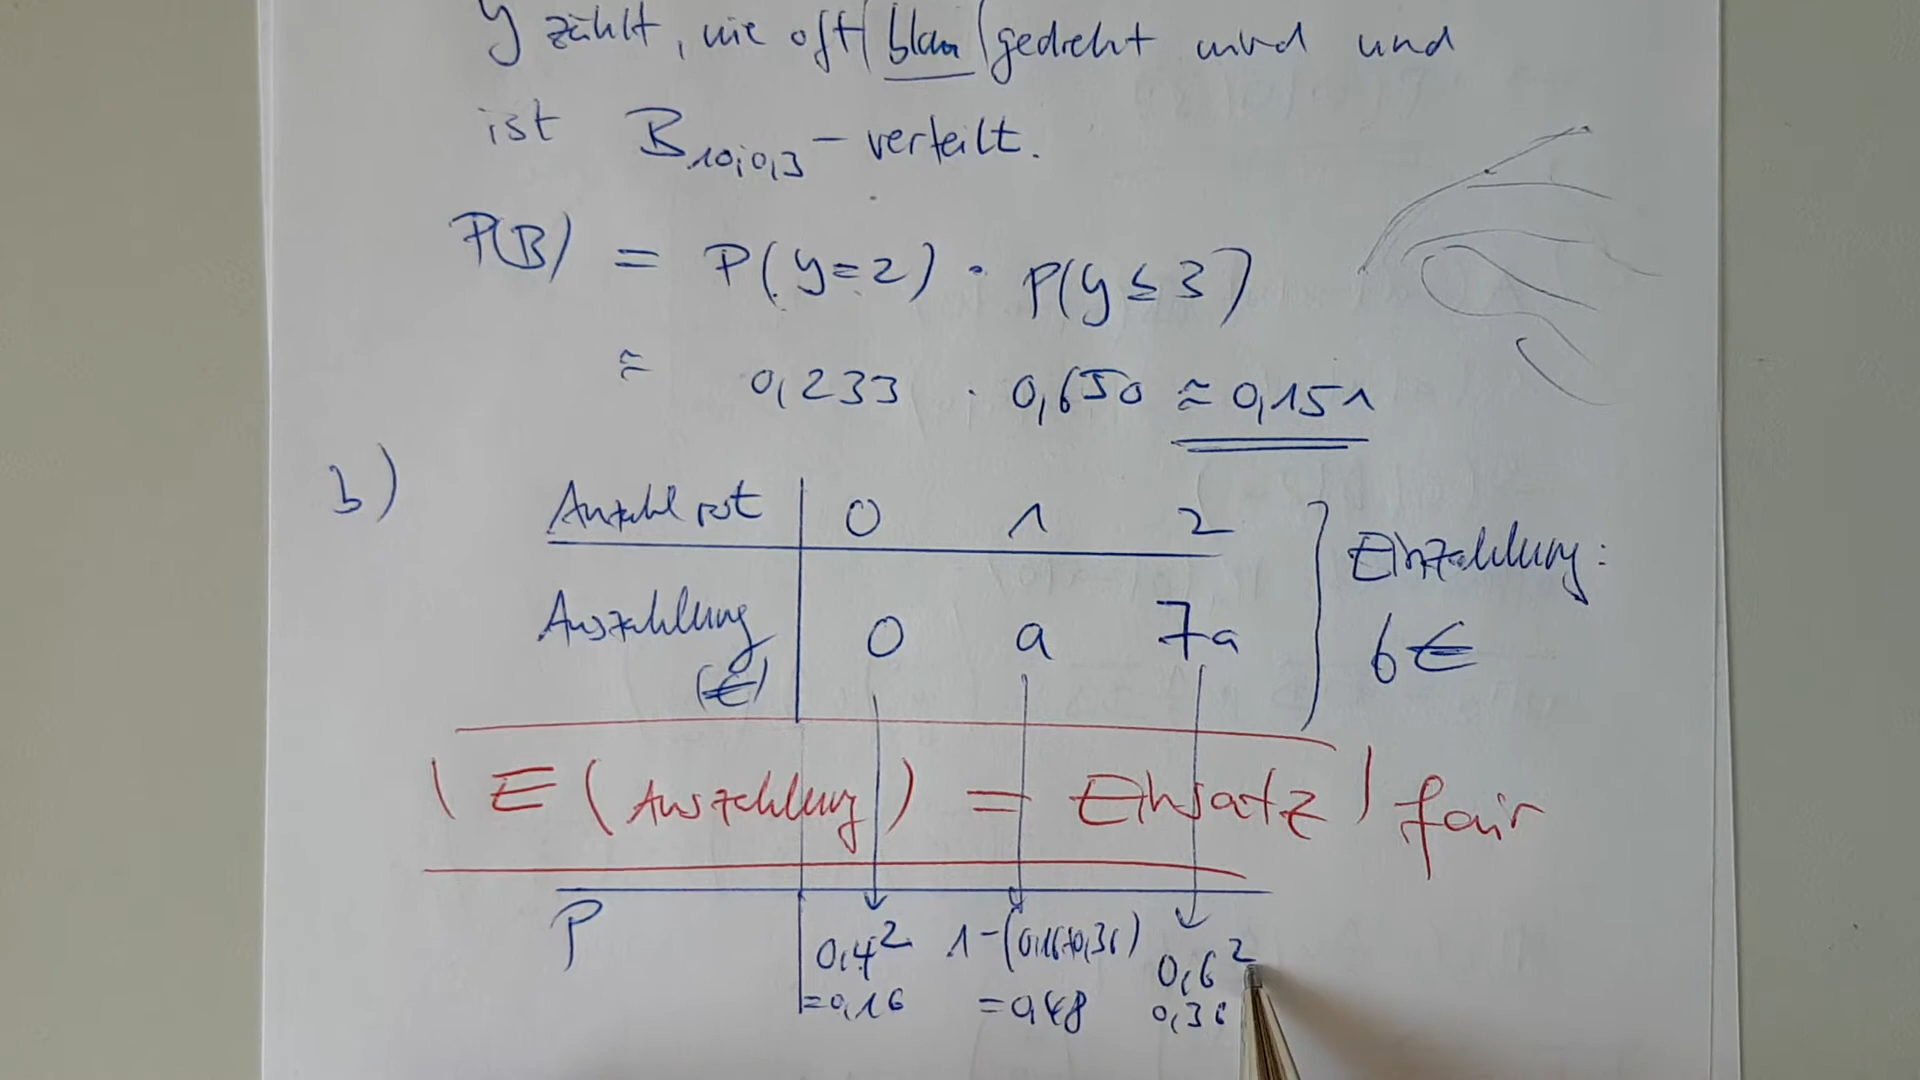 Y zählt, wie oft blau gedreht wird und
ist B10;0,3-verteilt.
P(B) = P(Y=2) · P(Y≤3)
≈ 0,233 · 0,650 ≈ 0,151
b)
Anzahl rot 0 1 2
Auszahlung (€) 0 a 7a
Einzahlung:
6€
E(Auszahlung) = Einsatz fair
P 0,4² 1-(0,16+0,36) 0,6²
=0,16 =0,48 0,36